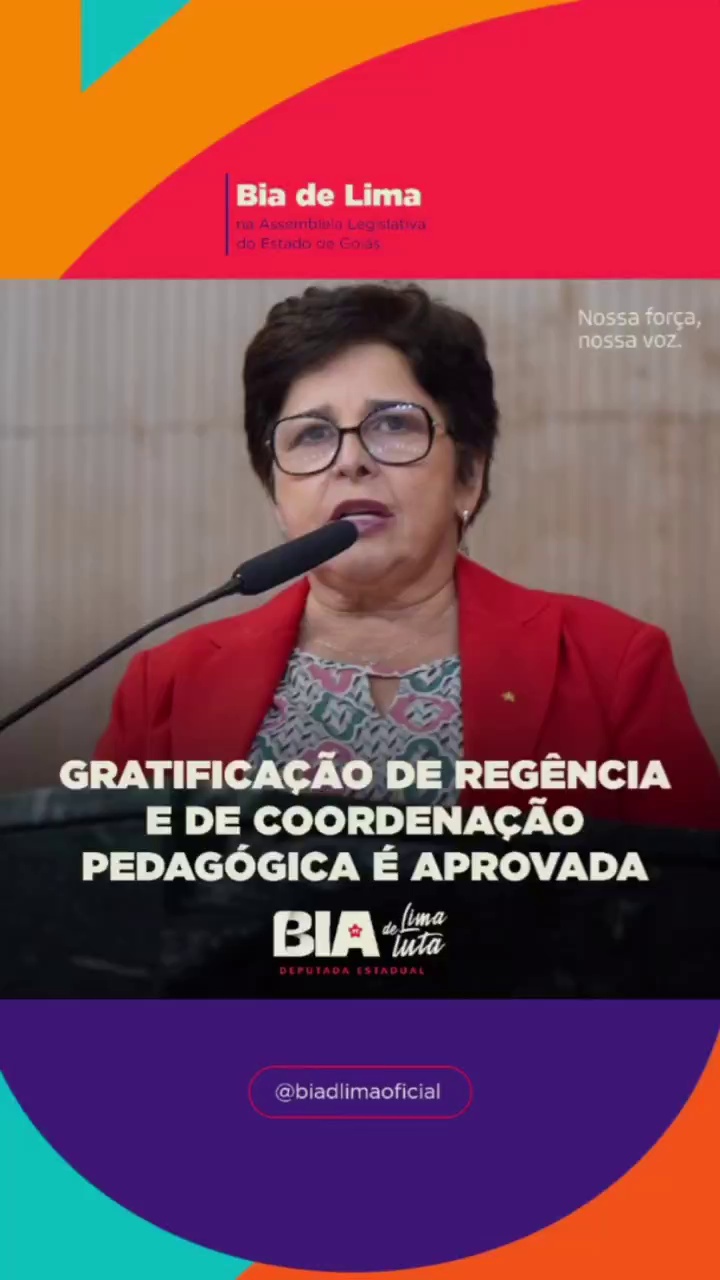 Bia de Lima
na Assembleia Legislativa
do Estado de Goiás
Nossa força,
nossa voz.
GRATIFICAÇÃO DE REGÊNCIA
E DE COORDENAÇÃO
PEDAGÓGICA É APROVADA
BIA de Lima
luta
DEPUTADA ESTADUAL
@biadlimaoficial